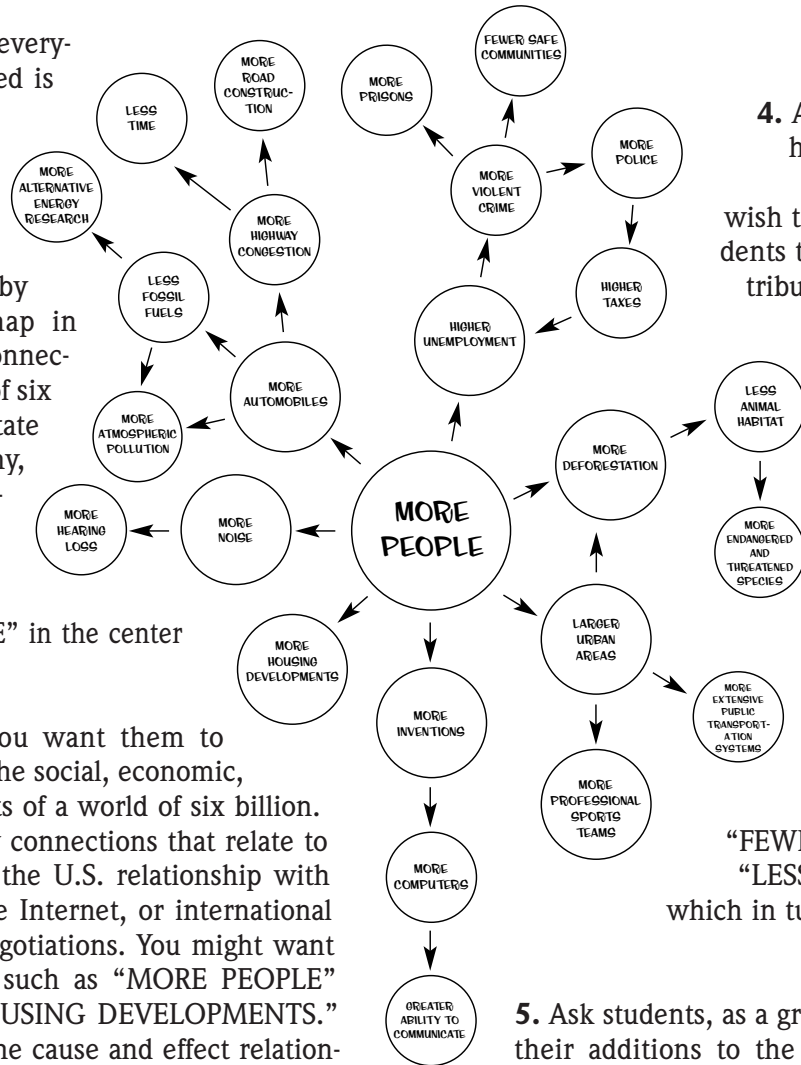 every-
ed is
by
map in
onnec-
of six
tate
ny,
E" in the center
you want them to
he social, economic,
ts of a world of six billion.
y connections that relate to
the U.S. relationship with
e Internet, or international
gotiations. You might want
such as "MORE PEOPLE"
USING DEVELOPMENTS."
he cause and effect relation-
MORE
PEOPLE
MORE
AUTOMOBILES
MORE
HIGHWAY
CONGESTION
LESS
TIME
MORE
ROAD
CONSTRUC-
TION
LESS
FOSSIL
FUELS
MORE
ALTERNATIVE
ENERGY
RESEARCH
MORE
ATMOSPHERIC
POLLUTION
MORE
NOISE
MORE
HEARING
LOSS
MORE
HOUSING
DEVELOPMENTS
MORE
INVENTIONS
MORE
COMPUTERS
GREATER
ABILITY TO
COMMUNICATE
HIGHER
UNEMPLOYMENT
MORE
VIOLENT
CRIME
MORE
PRISONS
FEWER SAFE
COMMUNITIES
MORE
POLICE
HIGHER
TAXES
MORE
DEFORESTATION
LESS
ANIMAL
HABITAT
MORE
ENDANGERED
AND
THREATENED
SPECIES
LARGER
URBAN
AREAS
MORE
EXTENSIVE
PUBLIC
TRANSPORT-
ATION
SYSTEMS
MORE
PROFESSIONAL
SPORTS
TEAMS
4. A
h
wish t
dents t
tribu
"FEW
"LESS
which in tu
5. Ask students, as a gr
their additions to the